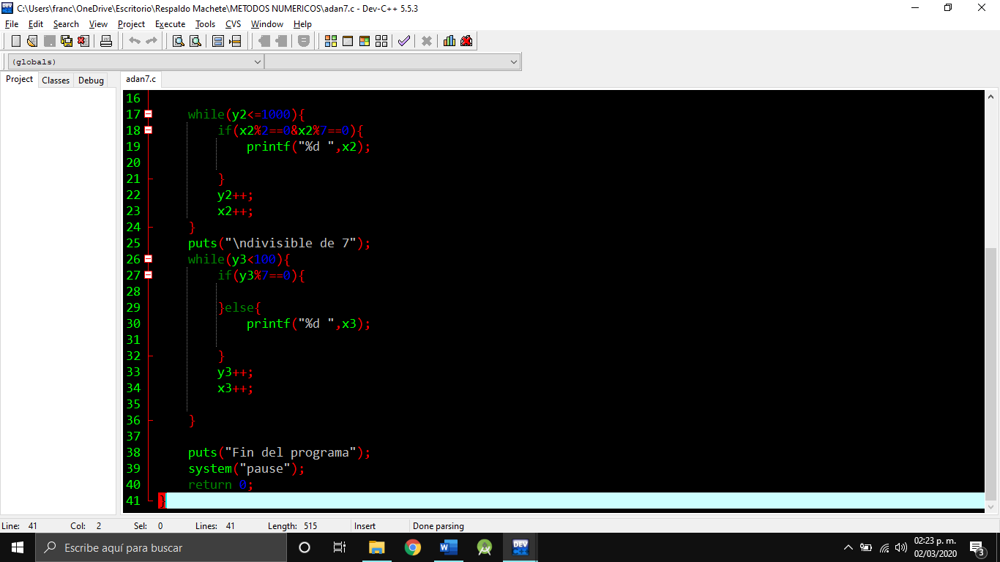 C:\Users\franc\OneDrive\Escritorio\Respaldo Machete\METODOS NUMERICOS\adan7.c - Dev-C++ 5.5.3
File Edit Search View Project Execute Tools CVS Window Help
(globals)
Project Classes Debug
adan7.c
16
17 while(y2<=1000){
18 if(x2%2==0&x2%7==0){
19 printf("%d ",x2);
20
21 }
22 y2++;
23 x2++;
24 }
25 puts("\ndivisible de 7");
26 while(y3<100){
27 if(y3%7==0){
28
29 }else{
30 printf("%d ",x3);
31
32 }
33 y3++;
34 x3++;
35
36 }
37
38 puts("Fin del programa");
39 system("pause");
40 return 0;
41 }
Line: 41 Col: 2 Sel: 0 Lines: 41 Length: 515 Insert Done parsing
Escribe aquí para buscar
DEV C++
02:23 p. m.
02/03/2020
3